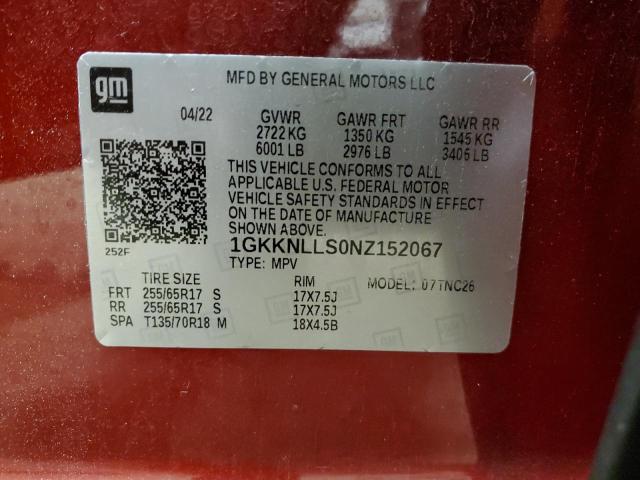 gm
MFD BY GENERAL MOTORS LLC
04/22 GVWR GAWR FRT GAWR RR
2722 KG 1350 KG 1545 KG
6001 LB 2976 LB 3406 LB
THIS VEHICLE CONFORMS TO ALL
APPLICABLE U.S. FEDERAL MOTOR
VEHICLE SAFETY STANDARDS IN EFFECT
ON THE DATE OF MANUFACTURE
SHOWN ABOVE.
252F 1GKKNLLS0NZ152067
TYPE: MPV
TIRE SIZE RIM MODEL: 07TNC26
FRT 255/65R17 S 17X7.5J
RR 255/65R17 S 17X7.5J
SPA T135/70R18 M 18X4.5B